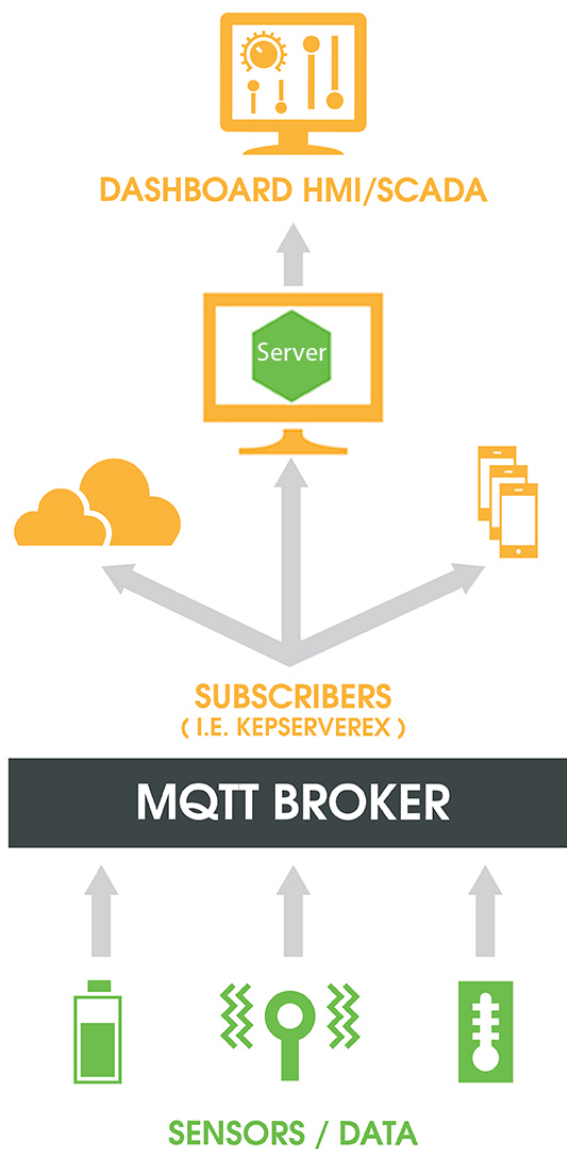 DASHBOARD HMI/SCADA
Server
SUBSCRIBERS
( I.E. KEPSERVEREX )
MQTT BROKER
SENSORS / DATA